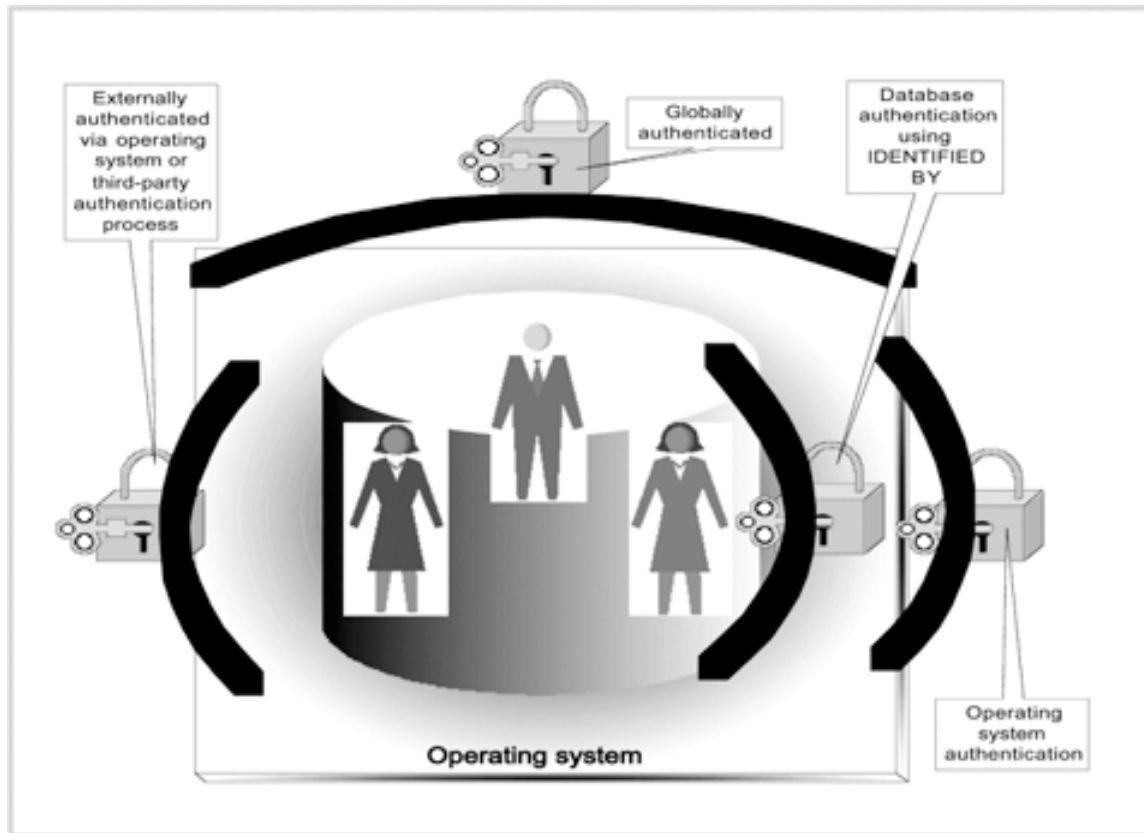 Externally
authenticated
via operating
system or
third-party
authentication
process
Globally
authenticated
Database
authentication
using
IDENTIFIED
BY
Operating system
Operating
system
authentication